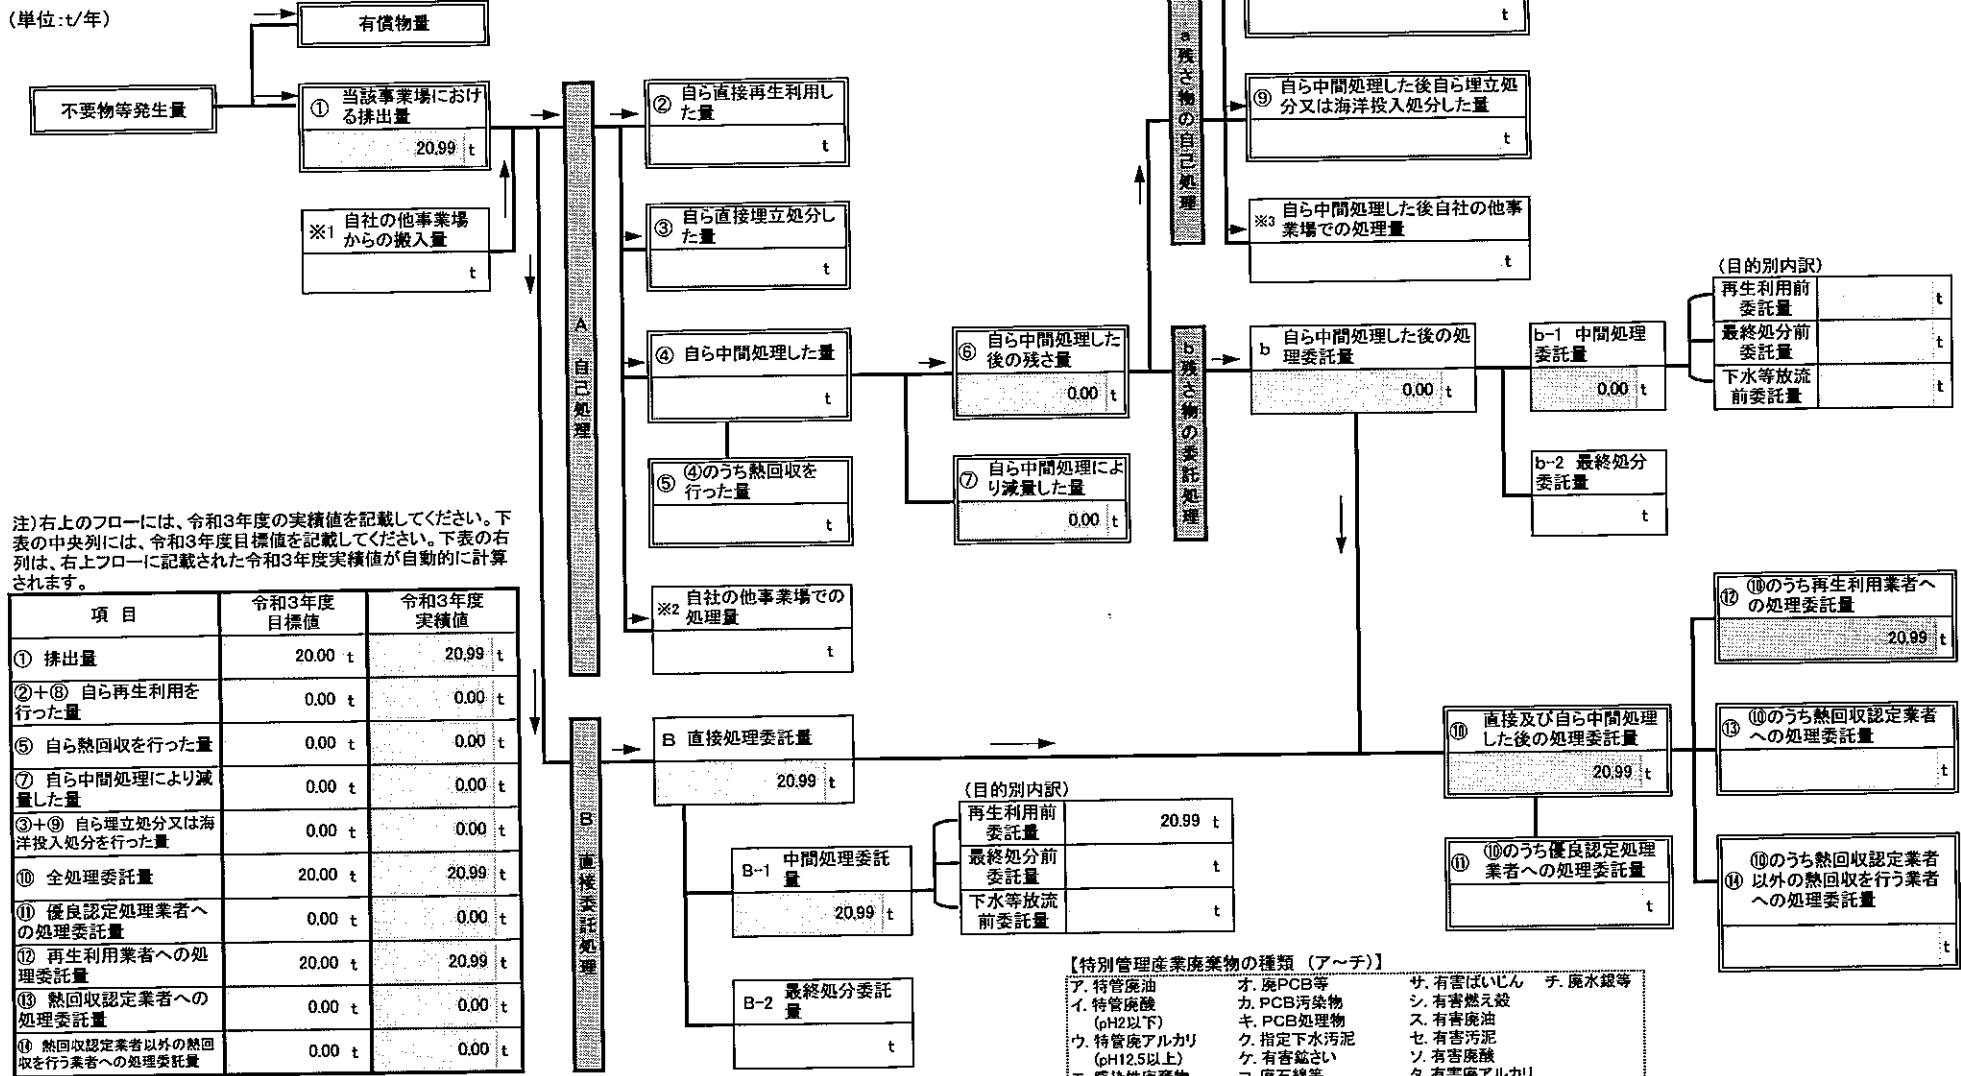 (単位:t/年)
有償物量
不要物等発生量
① 当該事業場におけ
る排出量
20.99 t
※1 自社の他事業場
からの搬入量
t
A 自己処理
② 自ら直接再生利用し
た量
t
③ 自ら直接埋立処分し
た量
t
④ 自ら中間処理した量
t
⑤ ④のうち熱回収を
行った量
t
※2 自社の他事業場での
処理量
t
⑥ 自ら中間処理した
後の残さ量
0.00 t
⑦ 自ら中間処理によ
り減量した量
0.00 t
a 残さ物の自己処理
t
⑨ 自ら中間処理した後自ら埋立処
分又は海洋投入処分した量
t
※3 自ら中間処理した後自社の他事
業場での処理量
t
b 残さ物の委託処理
b 自ら中間処理した後の処
理委託量
0.00 t
b-1 中間処理
委託量
0.00 t
b-2 最終処分
委託量
t
(目的別内訳)
再生利用前
委託量
t
最終処分前
委託量
t
下水等放流
前委託量
t
注)右上のフローには、令和3年度の実績値を記載してください。下
表の中央列には、令和3年度目標値を記載してください。下表の右
列は、右上フローに記載された令和3年度実績値が自動的に計算
されます。
項 目 令和3年度 令和3年度
目標値 実績値
① 排出量 20.00 t 20.99 t
②+⑧ 自ら再生利用を
行った量 0.00 t 0.00 t
⑤ 自ら熱回収を行った量 0.00 t 0.00 t
⑦ 自ら中間処理により減
量した量 0.00 t 0.00 t
③+⑨ 自ら埋立処分又は海
洋投入処分を行った量 0.00 t 0.00 t
⑩ 全処理委託量 20.00 t 20.99 t
⑪ 優良認定処理業者へ
の処理委託量 0.00 t 0.00 t
⑫ 再生利用業者への処
理委託量 20.00 t 20.99 t
⑬ 熱回収認定業者への
処理委託量 0.00 t 0.00 t
⑭ 熱回収認定業者以外の熱回
収を行う業者への処理委託量 0.00 t 0.00 t
B 直接委託処理
B 直接処理委託量
20.99 t
B-1 中間処理委託
量
20.99 t
B-2 最終処分委託
量
t
(目的別内訳)
再生利用前
委託量
20.99 t
最終処分前
委託量
t
下水等放流
前委託量
t
⑩ 直接及び自ら中間処理
した後の処理委託量
20.99 t
⑪ ⑩のうち優良認定処理
業者への処理委託量
t
⑫ ⑩のうち再生利用業者へ
の処理委託量
20.99 t
⑬ ⑩のうち熱回収認定業者
への処理委託量
t
⑭ ⑩のうち熱回収認定業者
以外の熱回収を行う業者
への処理委託量
t
【特別管理産業廃棄物の種類 (ア~チ)】
ア. 特管廃油 オ. 廃PCB等 サ. 有害ばいじん チ. 廃水銀等
イ. 特管廃酸 カ. PCB汚染物 シ. 有害燃え殻
(pH2以下) キ. PCB処理物 ス. 有害廃油
ウ. 特管廃アルカリ ク. 指定下水汚泥 セ. 有害汚泥
(pH12.5以上) ケ. 有害鉱さい ソ. 有害廃酸
エ. 感染性廃棄物 コ. 廃石綿等 タ. 有害廃アルカリ